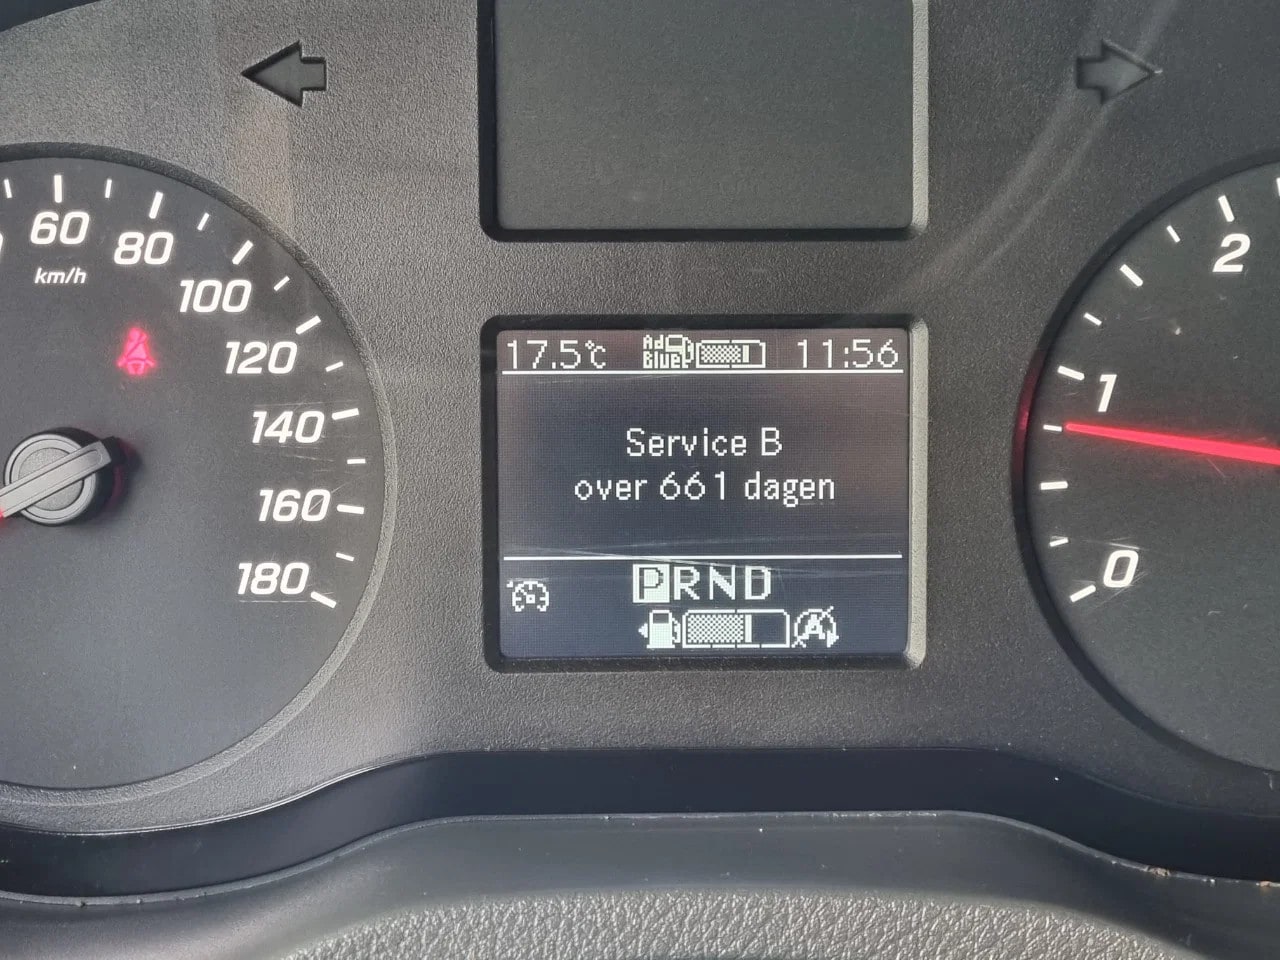 60
80
km/h
100
120
140
160
180
17.5°C Ad Blue 11:56
Service B
over 661 dagen
PRND
A
2
1
0